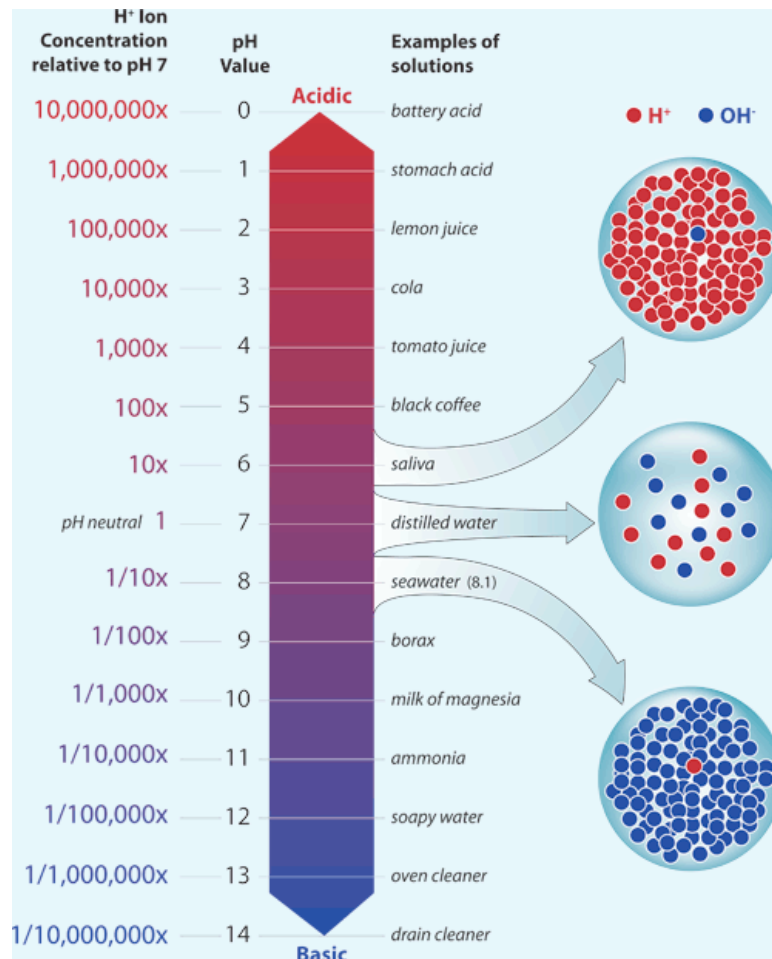 H⁺ Ion
Concentration
relative to pH 7
pH
Value
Examples of
solutions
Acidic
H⁺ OH⁻
10,000,000x 0 battery acid
1,000,000x 1 stomach acid
100,000x 2 lemon juice
10,000x 3 cola
1,000x 4 tomato juice
100x 5 black coffee
10x 6 saliva
pH neutral 1 7 distilled water
1/10x 8 seawater (8.1)
1/100x 9 borax
1/1,000x 10 milk of magnesia
1/10,000x 11 ammonia
1/100,000x 12 soapy water
1/1,000,000x 13 oven cleaner
1/10,000,000x 14 drain cleaner
Basic